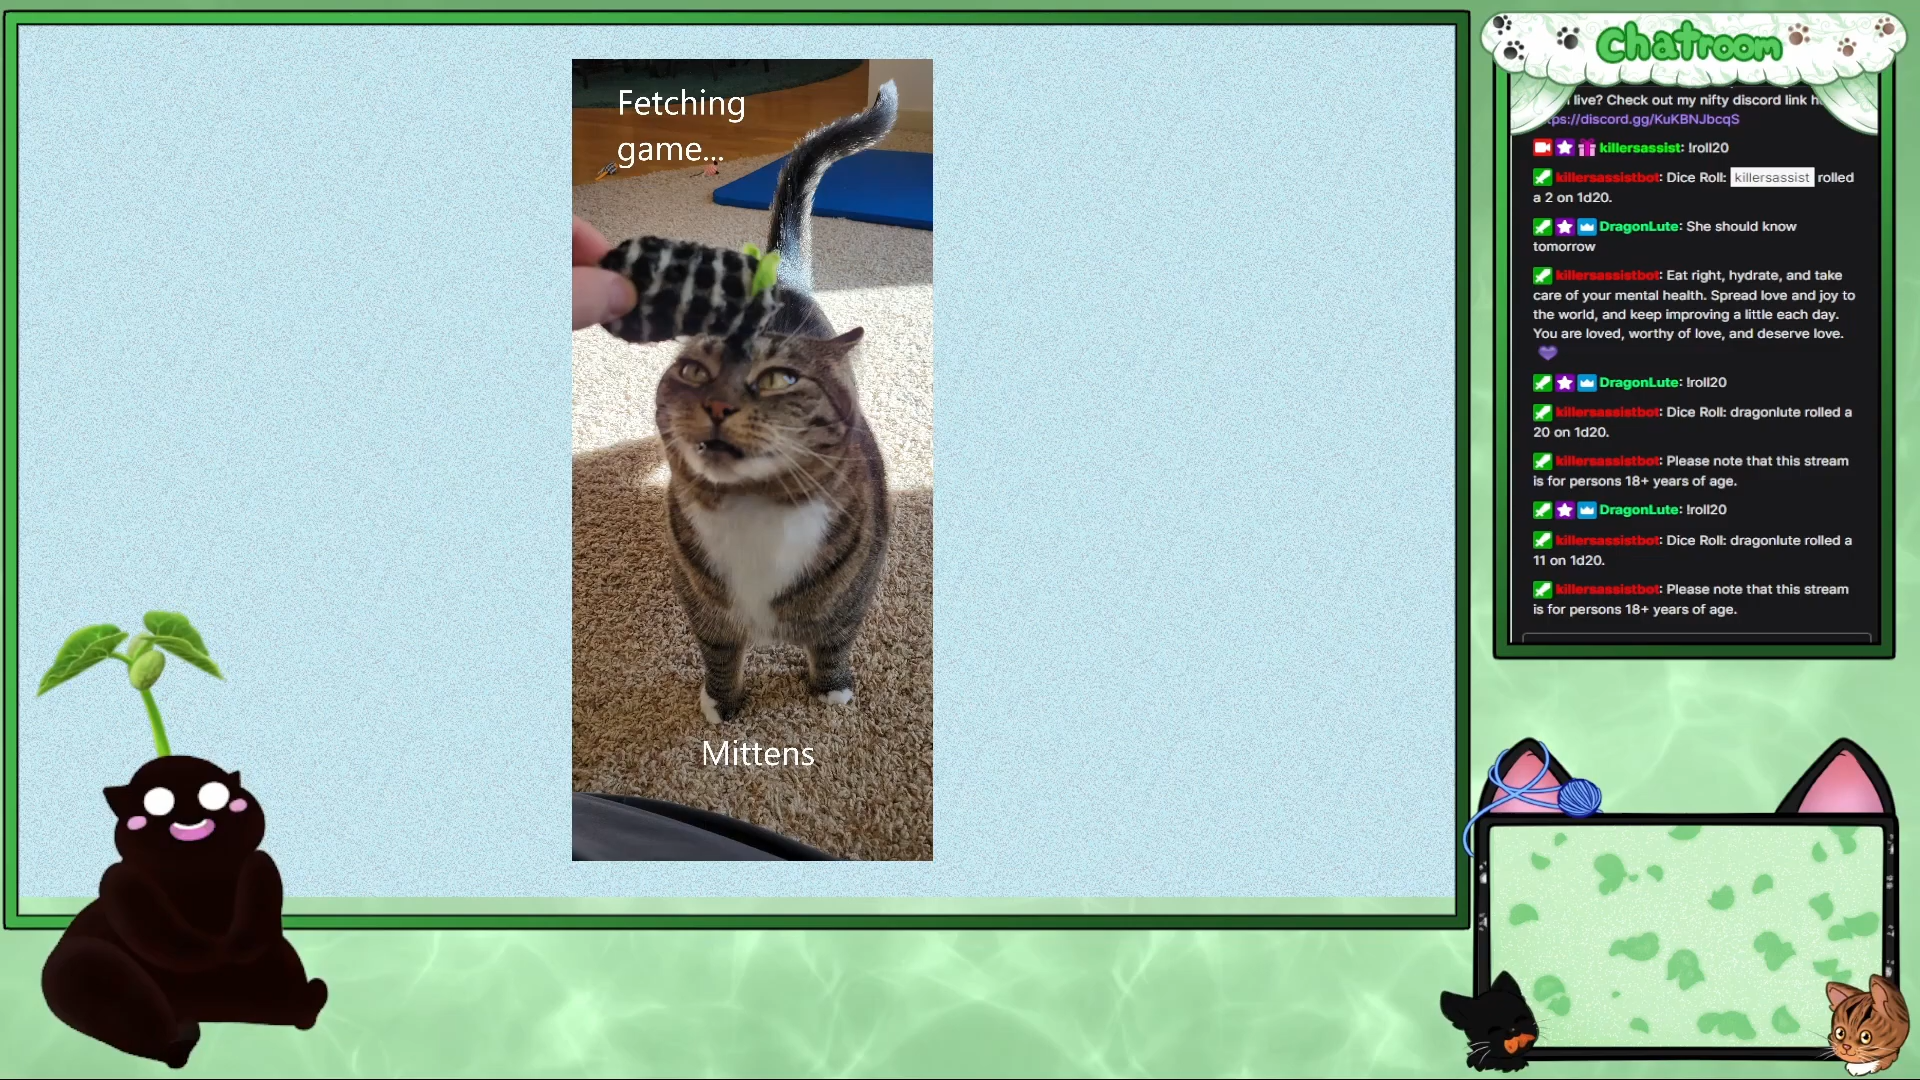 Fetching
game...
Mittens
Chatroom
live? Check out my nifty discord link
discord.gg/KuKBNJbcqS
killersassist: !roll20
killersassistbot: Dice Roll: killersassist rolled
a 2 on 1d20.
DragonLute: She should know
tomorrow
killersassistbot: Eat right, hydrate, and take
care of your mental health. Spread love and joy to
the world, and keep improving a little each day.
You are loved, worthy of love, and deserve love.
DragonLute: !roll20
killersassistbot: Dice Roll: dragonlute rolled a
20 on 1d20.
killersassistbot: Please note that this stream
is for persons 18+ years of age.
DragonLute: !roll20
killersassistbot: Dice Roll: dragonlute rolled a
11 on 1d20.
killersassistbot: Please note that this stream
is for persons 18+ years of age.